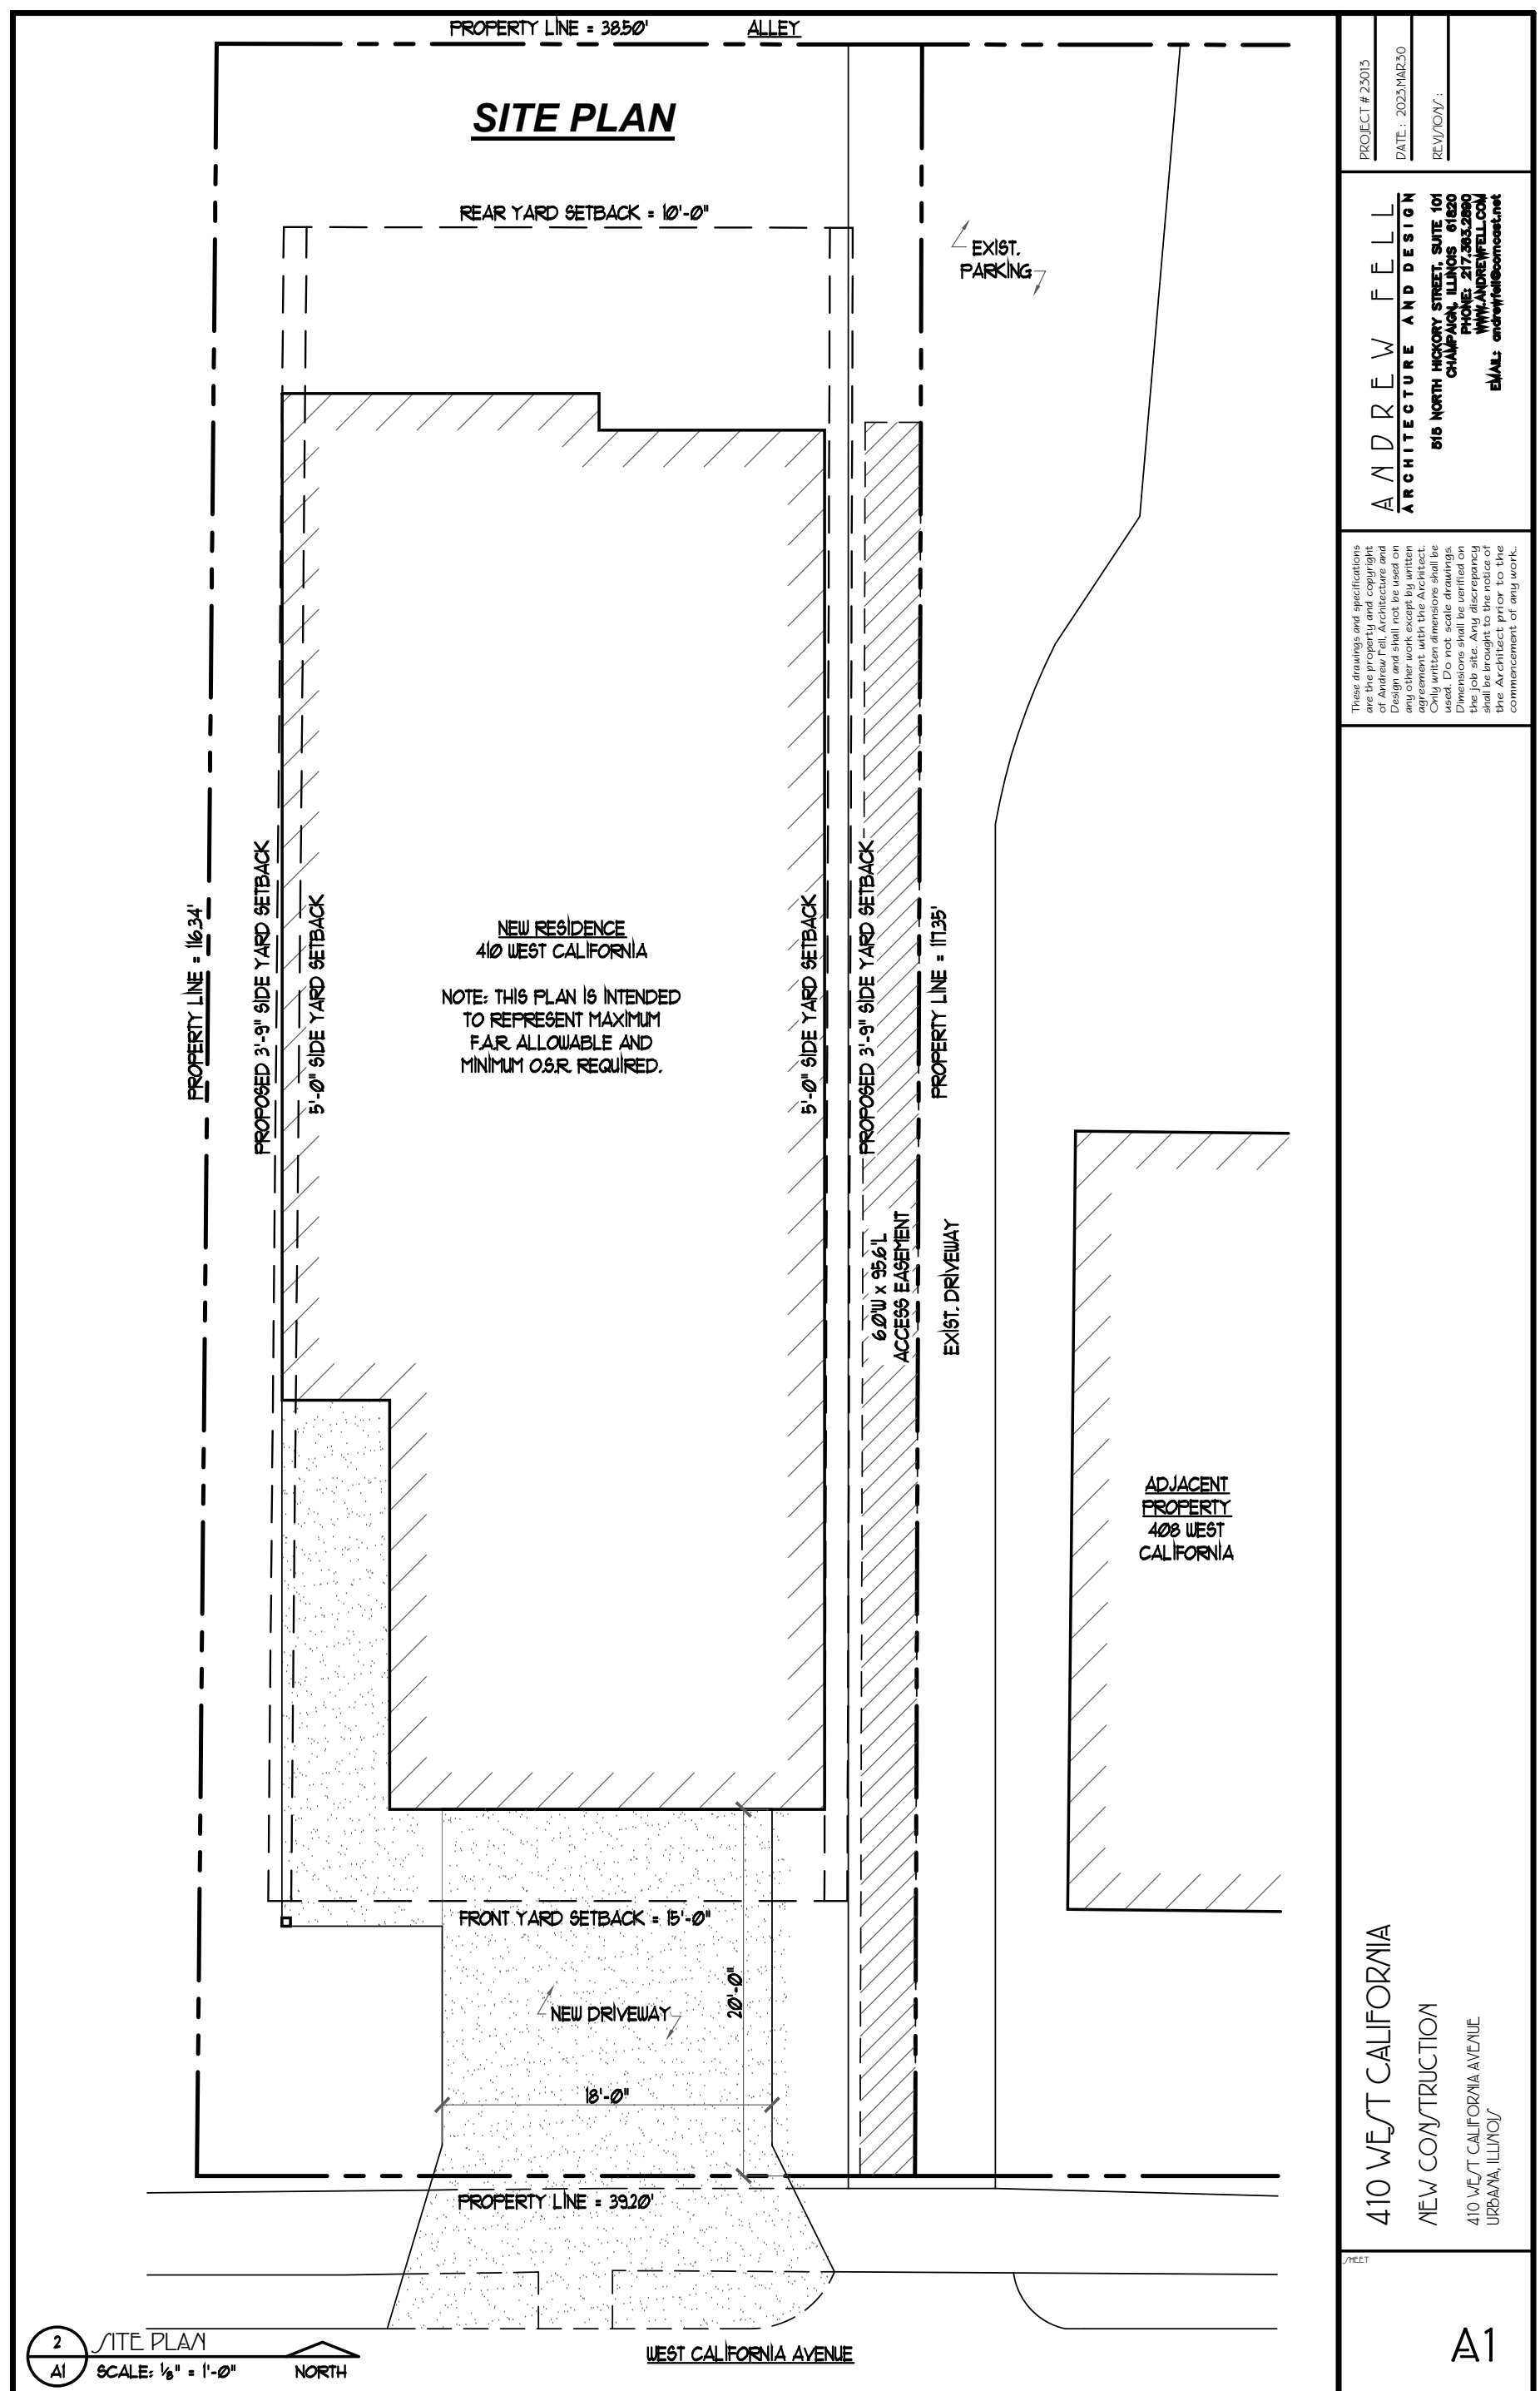 PROPERTY LINE = 38.50'
ALLEY
SITE PLAN
REAR YARD SETBACK = 10'-0"
EXIST.
PARKING
PROPERTY LINE = 116.34'
PROPOSED 3'-9" SIDE YARD SETBACK
5'-0" SIDE YARD SETBACK
NEW RESIDENCE
410 WEST CALIFORNIA
NOTE: THIS PLAN IS INTENDED
TO REPRESENT MAXIMUM
F.A.R. ALLOWABLE AND
MINIMUM O.S.R. REQUIRED.
5'-0" SIDE YARD SETBACK
PROPOSED 3'-9" SIDE YARD SETBACK
PROPERTY LINE = 117.35'
6.0'W x 95.6'L
ACCESS EASEMENT
EXIST. DRIVEWAY
ADJACENT
PROPERTY
408 WEST
CALIFORNIA
FRONT YARD SETBACK = 15'-0"
NEW DRIVEWAY
20'-0"
18'-0"
PROPERTY LINE = 39.20'
WEST CALIFORNIA AVENUE
2
A1
SITE PLAN
SCALE: 1/8" = 1'-0"
NORTH
PROJECT # 23013
DATE : 2023.MAR.30
REVISIONS :
ANDREW FELL
ARCHITECTURE AND DESIGN
515 NORTH HICKORY STREET, SUITE 101
CHAMPAIGN, ILLINOIS 61820
PHONE: 217.363.2890
WWW.ANDREWFELL.COM
EMAIL: andrewfell@comcast.net
These drawings and specifications
are the property and copyright
of Andrew Fell, Architecture and
Design and shall not be used on
any other work except by written
agreement with the Architect.
Only written dimensions shall be
used. Do not scale drawings.
Dimensions shall be verified on
the job site. Any discrepancy
shall be brought to the notice of
the Architect prior to the
commencement of any work.
410 WEST CALIFORNIA
NEW CONSTRUCTION
410 WEST CALIFORNIA AVENUE
URBANA, ILLINOIS
SHEET
A1